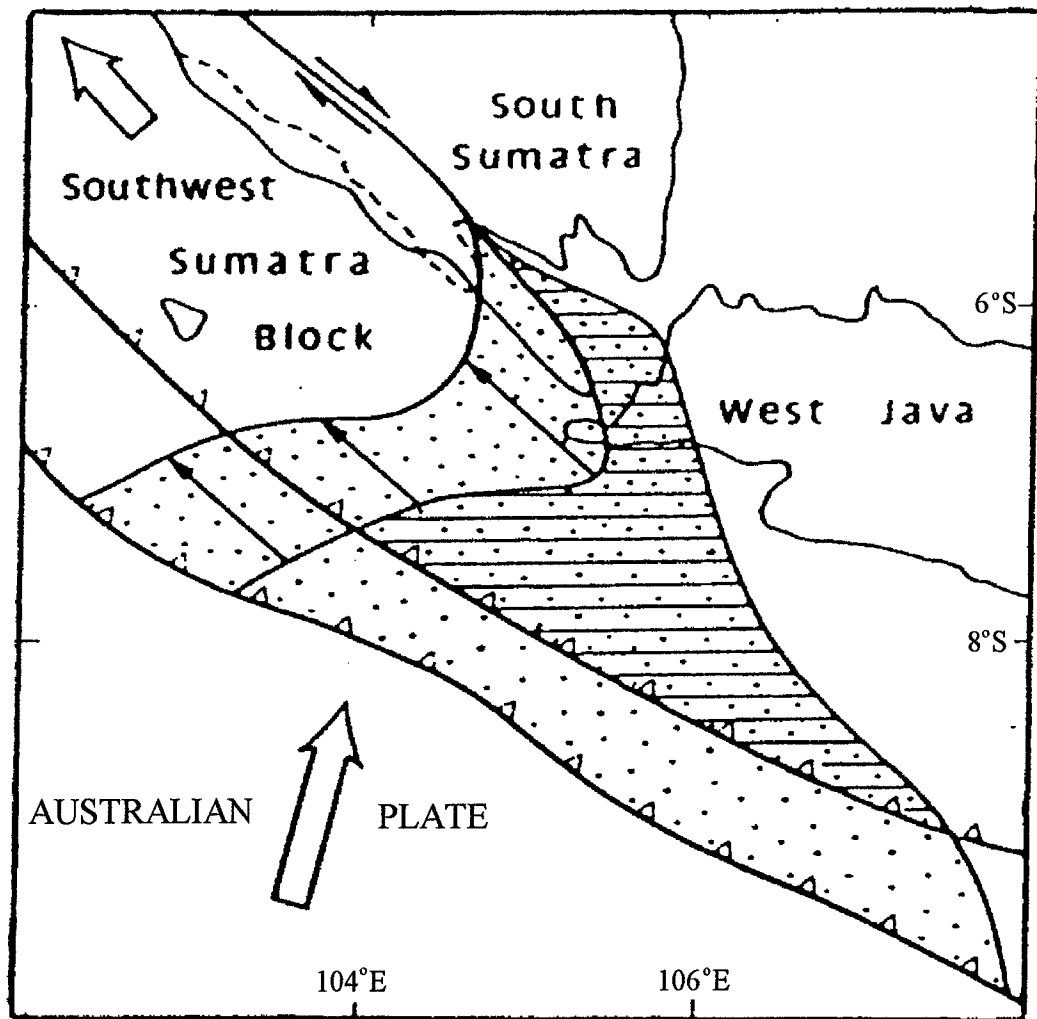 South
Sumatra
Southwest
Sumatra
Block
6°S
West Java
8°S
AUSTRALIAN PLATE
104°E
106°E